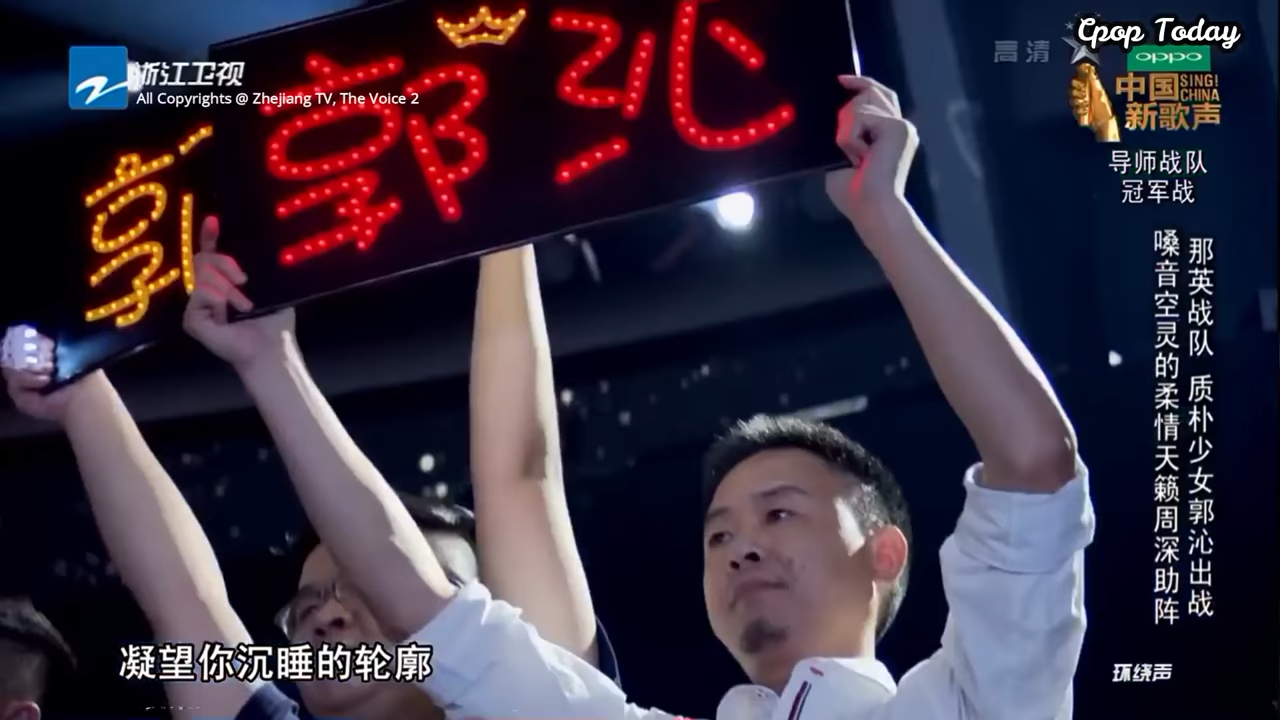 浙江卫视
All Copyrights @ Zhejiang TV, The Voice 2
高清
Cpop Today
oppo
中国
新歌声
SING!
CHINA
导师战队
冠军战
那英战队 质朴少女郭沁出战
嗓音空灵的柔情天籁周深助阵
郭沁
凝望你沉睡的轮廓
环绕声